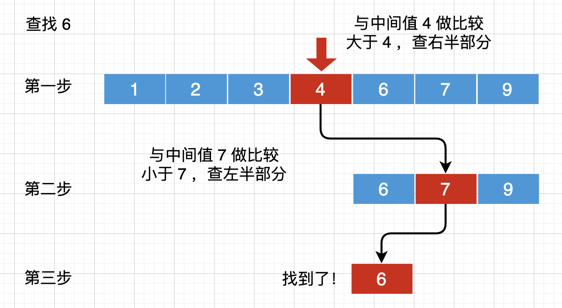 查找 6
与中间值 4 做比较
大于 4 ，查右半部分
第一步
1 2 3 4 6 7 9
与中间值 7 做比较
小于 7 ，查左半部分
第二步
6 7 9
第三步
找到了！
6